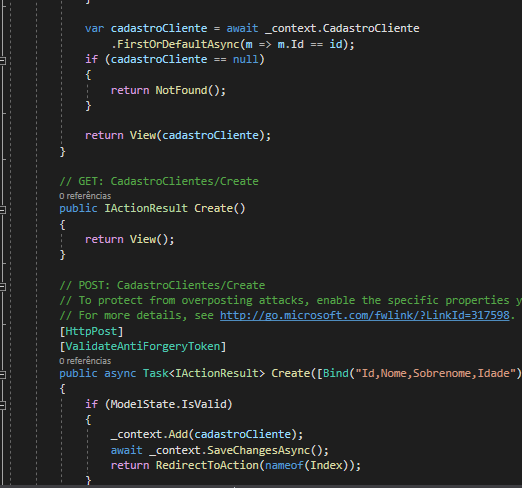 }
var cadastroCliente = await _context.CadastroCliente
.FirstOrDefaultAsync(m => m.Id == id);
if (cadastroCliente == null)
{
return NotFound();
}
return View(cadastroCliente);
}
// GET: CadastroClientes/Create
0 referências
public IActionResult Create()
{
return View();
}
// POST: CadastroClientes/Create
// To protect from overposting attacks, enable the specific properties y
// For more details, see http://go.microsoft.com/fwlink/?LinkId=317598.
[HttpPost]
[ValidateAntiForgeryToken]
0 referências
public async Task<IActionResult> Create([Bind("Id,Nome,Sobrenome,Idade")
{
if (ModelState.IsValid)
{
_context.Add(cadastroCliente);
await _context.SaveChangesAsync();
return RedirectToAction(nameof(Index));
}